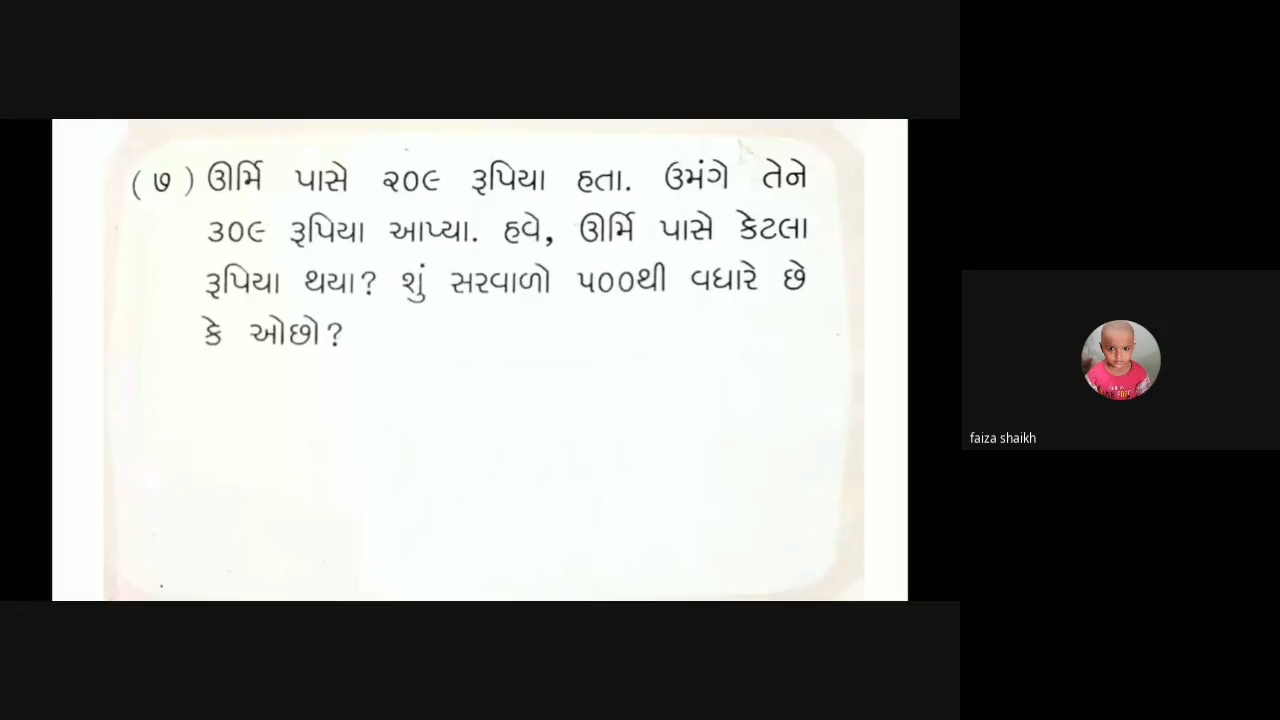 ( ૭ ) ઊર્મિ પાસે ૨૦૯ રૂપિયા હતા. ઉમંગે તેને
૩૦૯ રૂપિયા આપ્યા. હવે, ઊર્મિ પાસે કેટલા
રૂપિયા થયા? શું સરવાળો ૫૦૦થી વધારે છે
કે ઓછો?
faiza shaikh